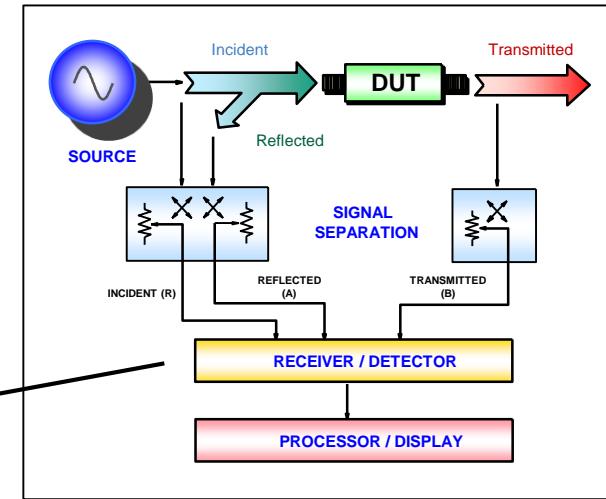 Incident
Transmitted
DUT
Reflected
SOURCE
SIGNAL
SEPARATION
INCIDENT (R)
REFLECTED
(A)
TRANSMITTED
(B)
RECEIVER / DETECTOR
PROCESSOR / DISPLAY